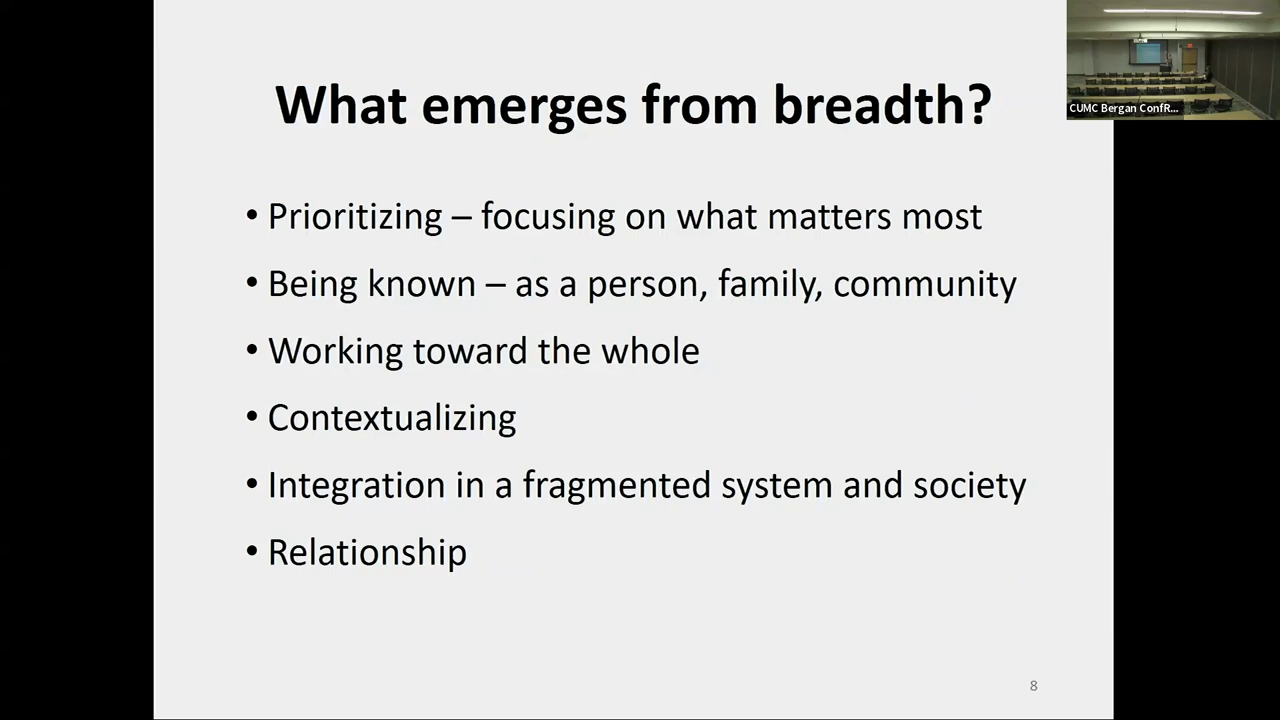 What emerges from breadth?
• Prioritizing – focusing on what matters most
• Being known – as a person, family, community
• Working toward the whole
• Contextualizing
• Integration in a fragmented system and society
• Relationship
8
CUMC Bergan ConfR...